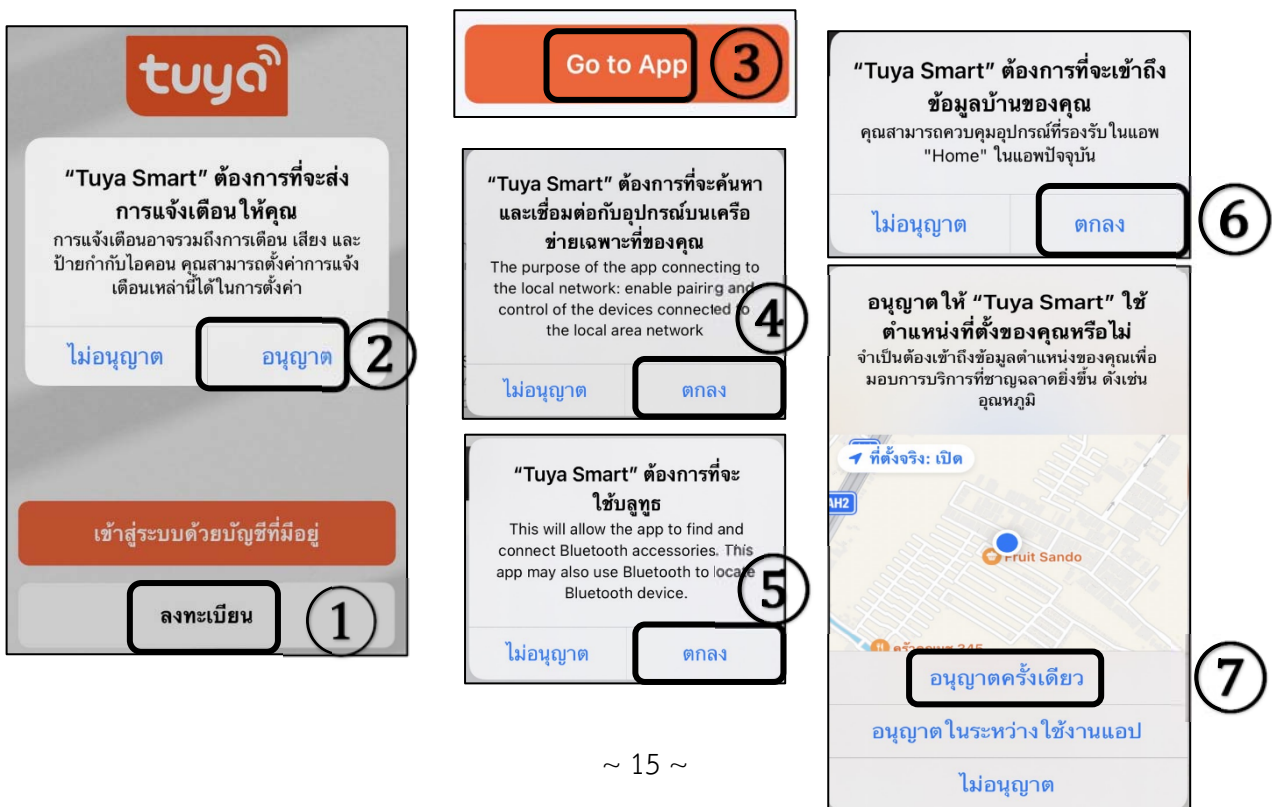 tuya
"Tuya Smart" ต้องการที่จะส่ง
การแจ้งเตือนให้คุณ
การแจ้งเตือนอาจรวมถึงการเตือน เสียง และ
ป้ายกำกับไอคอน คุณสามารถตั้งค่าการแจ้ง
เตือนเหล่านี้ได้ในการตั้งค่า
ไม่อนุญาต
อนุญาต
2
เข้าสู่ระบบด้วยบัญชีที่มีอยู่
ลงทะเบียน
1
Go to App
3
"Tuya Smart" ต้องการที่จะค้นหา
และเชื่อมต่อกับอุปกรณ์บนเครือ
ข่ายเฉพาะที่ของคุณ
The purpose of the app connecting to
the local network: enable pairing and
control of the devices connected to
the local area network
4
ไม่อนุญาต
ตกลง
"Tuya Smart" ต้องการที่จะ
ใช้บลูทูธ
This will allow the app to find and
connect Bluetooth accessories. This
app may also use Bluetooth to locate
Bluetooth device.
5
ไม่อนุญาต
ตกลง
"Tuya Smart" ต้องการที่จะเข้าถึง
ข้อมูลบ้านของคุณ
คุณสามารถควบคุมอุปกรณ์ที่รองรับในแอพ
"Home" ในแอพปัจจุบัน
ไม่อนุญาต
ตกลง
6
อนุญาตให้ "Tuya Smart" ใช้
ตำแหน่งที่ตั้งของคุณหรือไม่
จำเป็นต้องเข้าถึงข้อมูลตำแหน่งของคุณเพื่อ
มอบการบริการที่ชาญฉลาดยิ่งขึ้น ดังเช่น
อุณหภูมิ
ที่ตั้งจริง: เปิด
AH2
Fruit Sando
อนุญาตครั้งเดียว
7
อนุญาตในระหว่างใช้งานแอป
ไม่อนุญาต
~ 15 ~